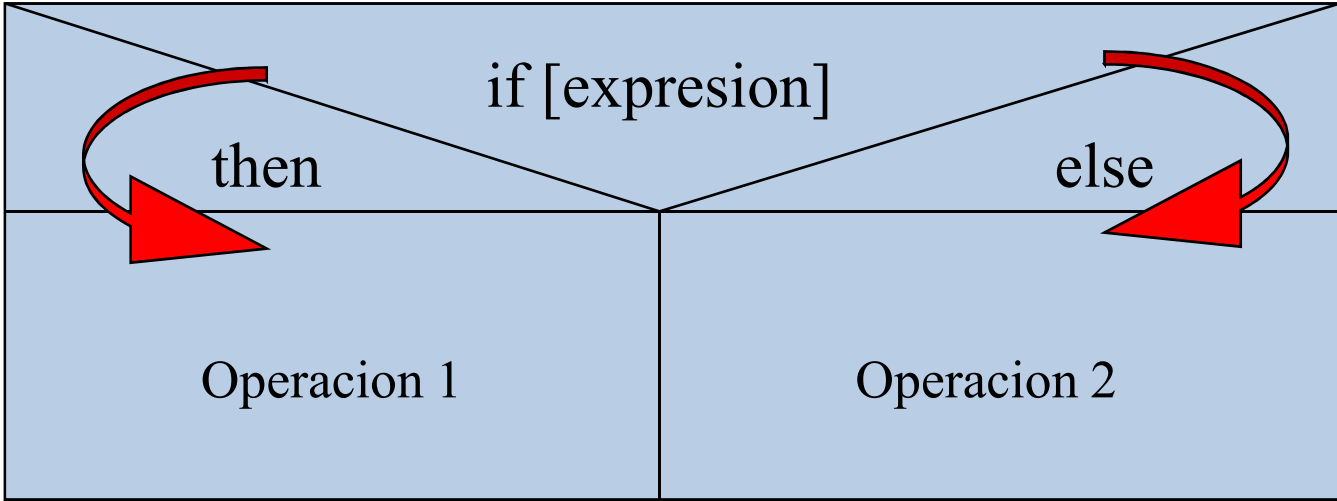 if [expresion]
then
else
Operacion 1
Operacion 2